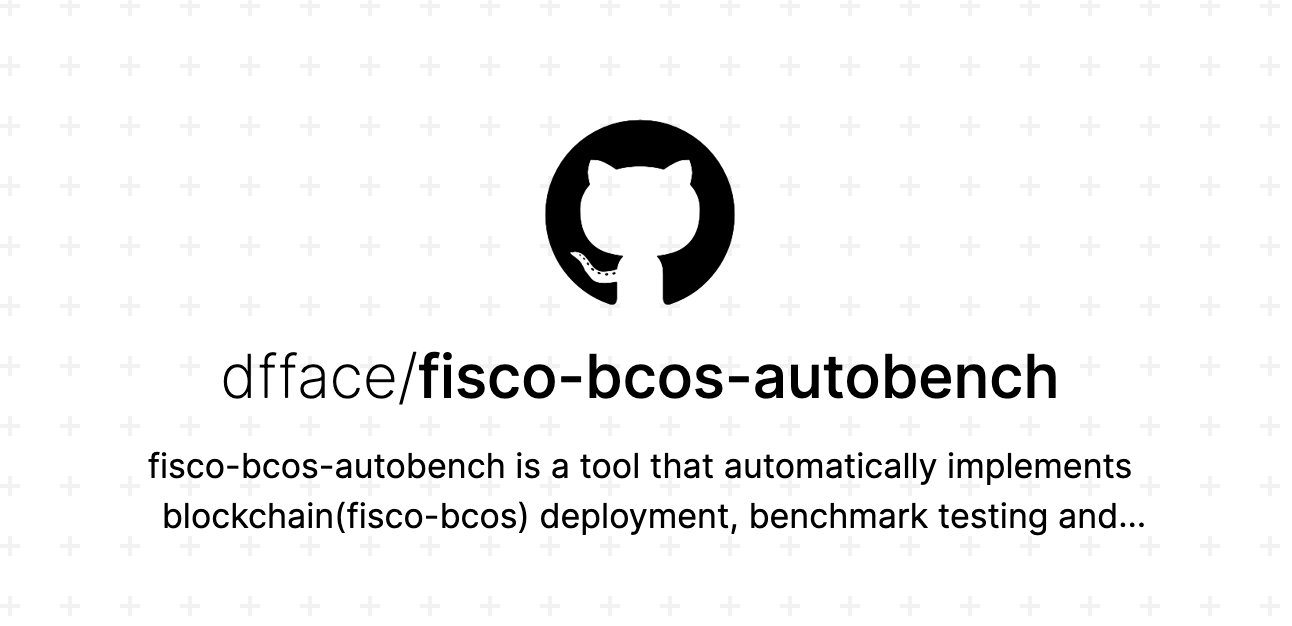 dfface/fisco-bcos-autobench
fisco-bcos-autobench is a tool that automatically implements
blockchain(fisco-bcos) deployment, benchmark testing and...